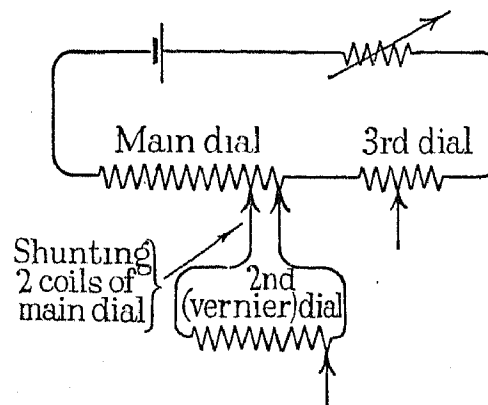 Main dial
3rd dial
Shunting
2 coils of
main dial
2nd
(vernier)dial